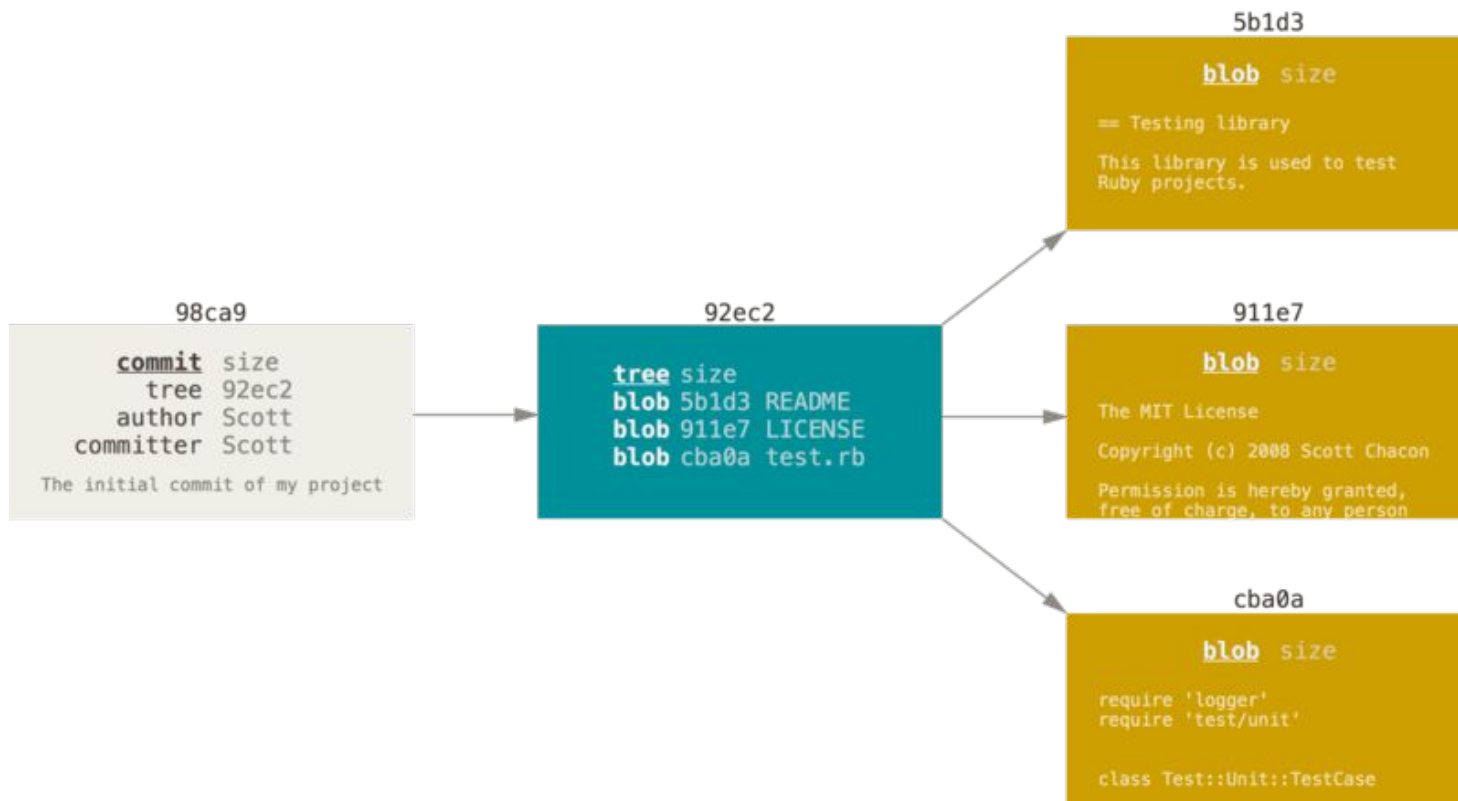 98ca9
commit size
tree 92ec2
author Scott
committer Scott
The initial commit of my project
92ec2
tree size
blob 5b1d3 README
blob 911e7 LICENSE
blob cba0a test.rb
5b1d3
blob size
== Testing library
This library is used to test
Ruby projects.
911e7
blob size
The MIT License
Copyright (c) 2008 Scott Chacon
Permission is hereby granted,
free of charge, to any person
cba0a
blob size
require 'logger'
require 'test/unit'
class Test::Unit::TestCase